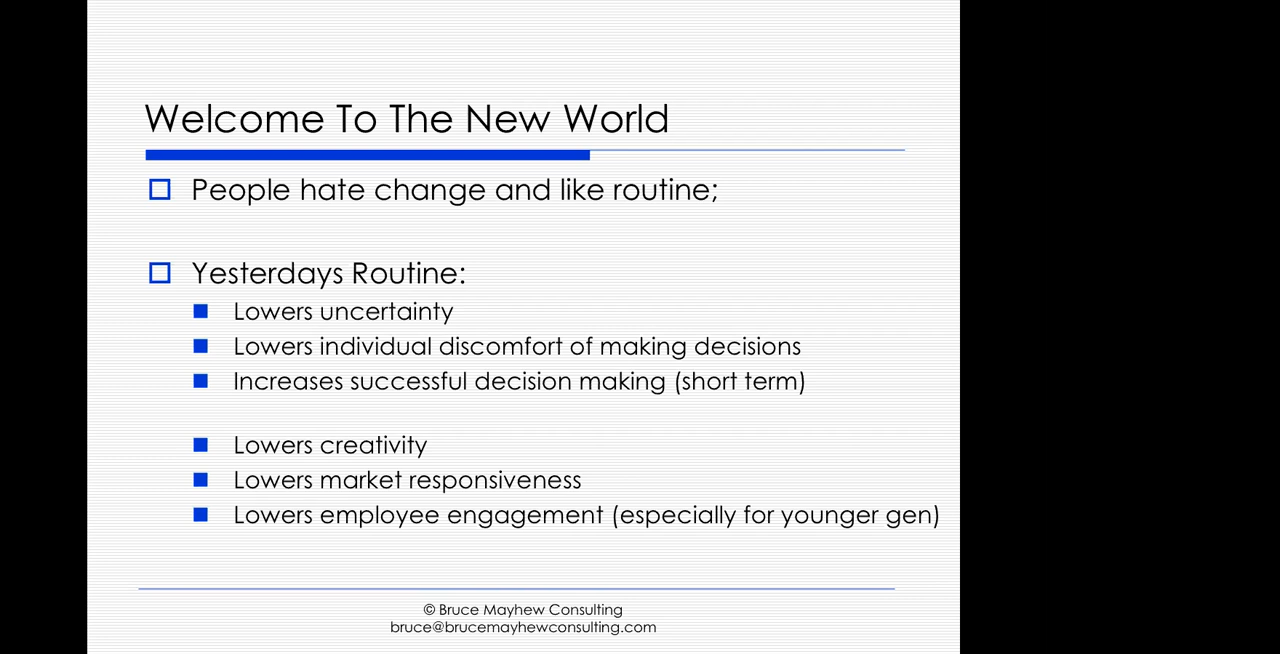 Welcome To The New World
People hate change and like routine;
Yesterdays Routine:
Lowers uncertainty
Lowers individual discomfort of making decisions
Increases successful decision making (short term)
Lowers creativity
Lowers market responsiveness
Lowers employee engagement (especially for younger gen)
© Bruce Mayhew Consulting
bruce@brucemayhewconsulting.com